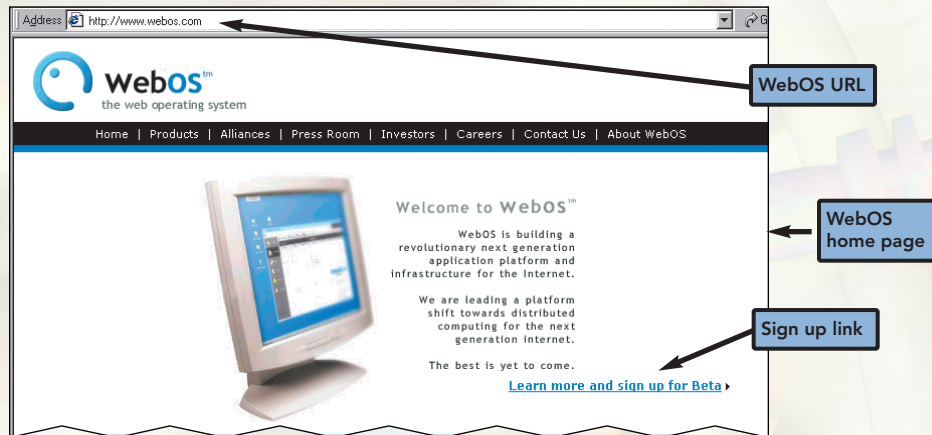 Address http://www.webos.com G
WebOS URL
WebOS™
the web operating system
Home | Products | Alliances | Press Room | Investors | Careers | Contact Us | About WebOS
Welcome to WebOS™
WebOS is building a
revolutionary next generation
application platform and
infrastructure for the Internet.
We are leading a platform
shift towards distributed
computing for the next
generation internet.
The best is yet to come.
Learn more and sign up for Beta
WebOS
home page
Sign up link